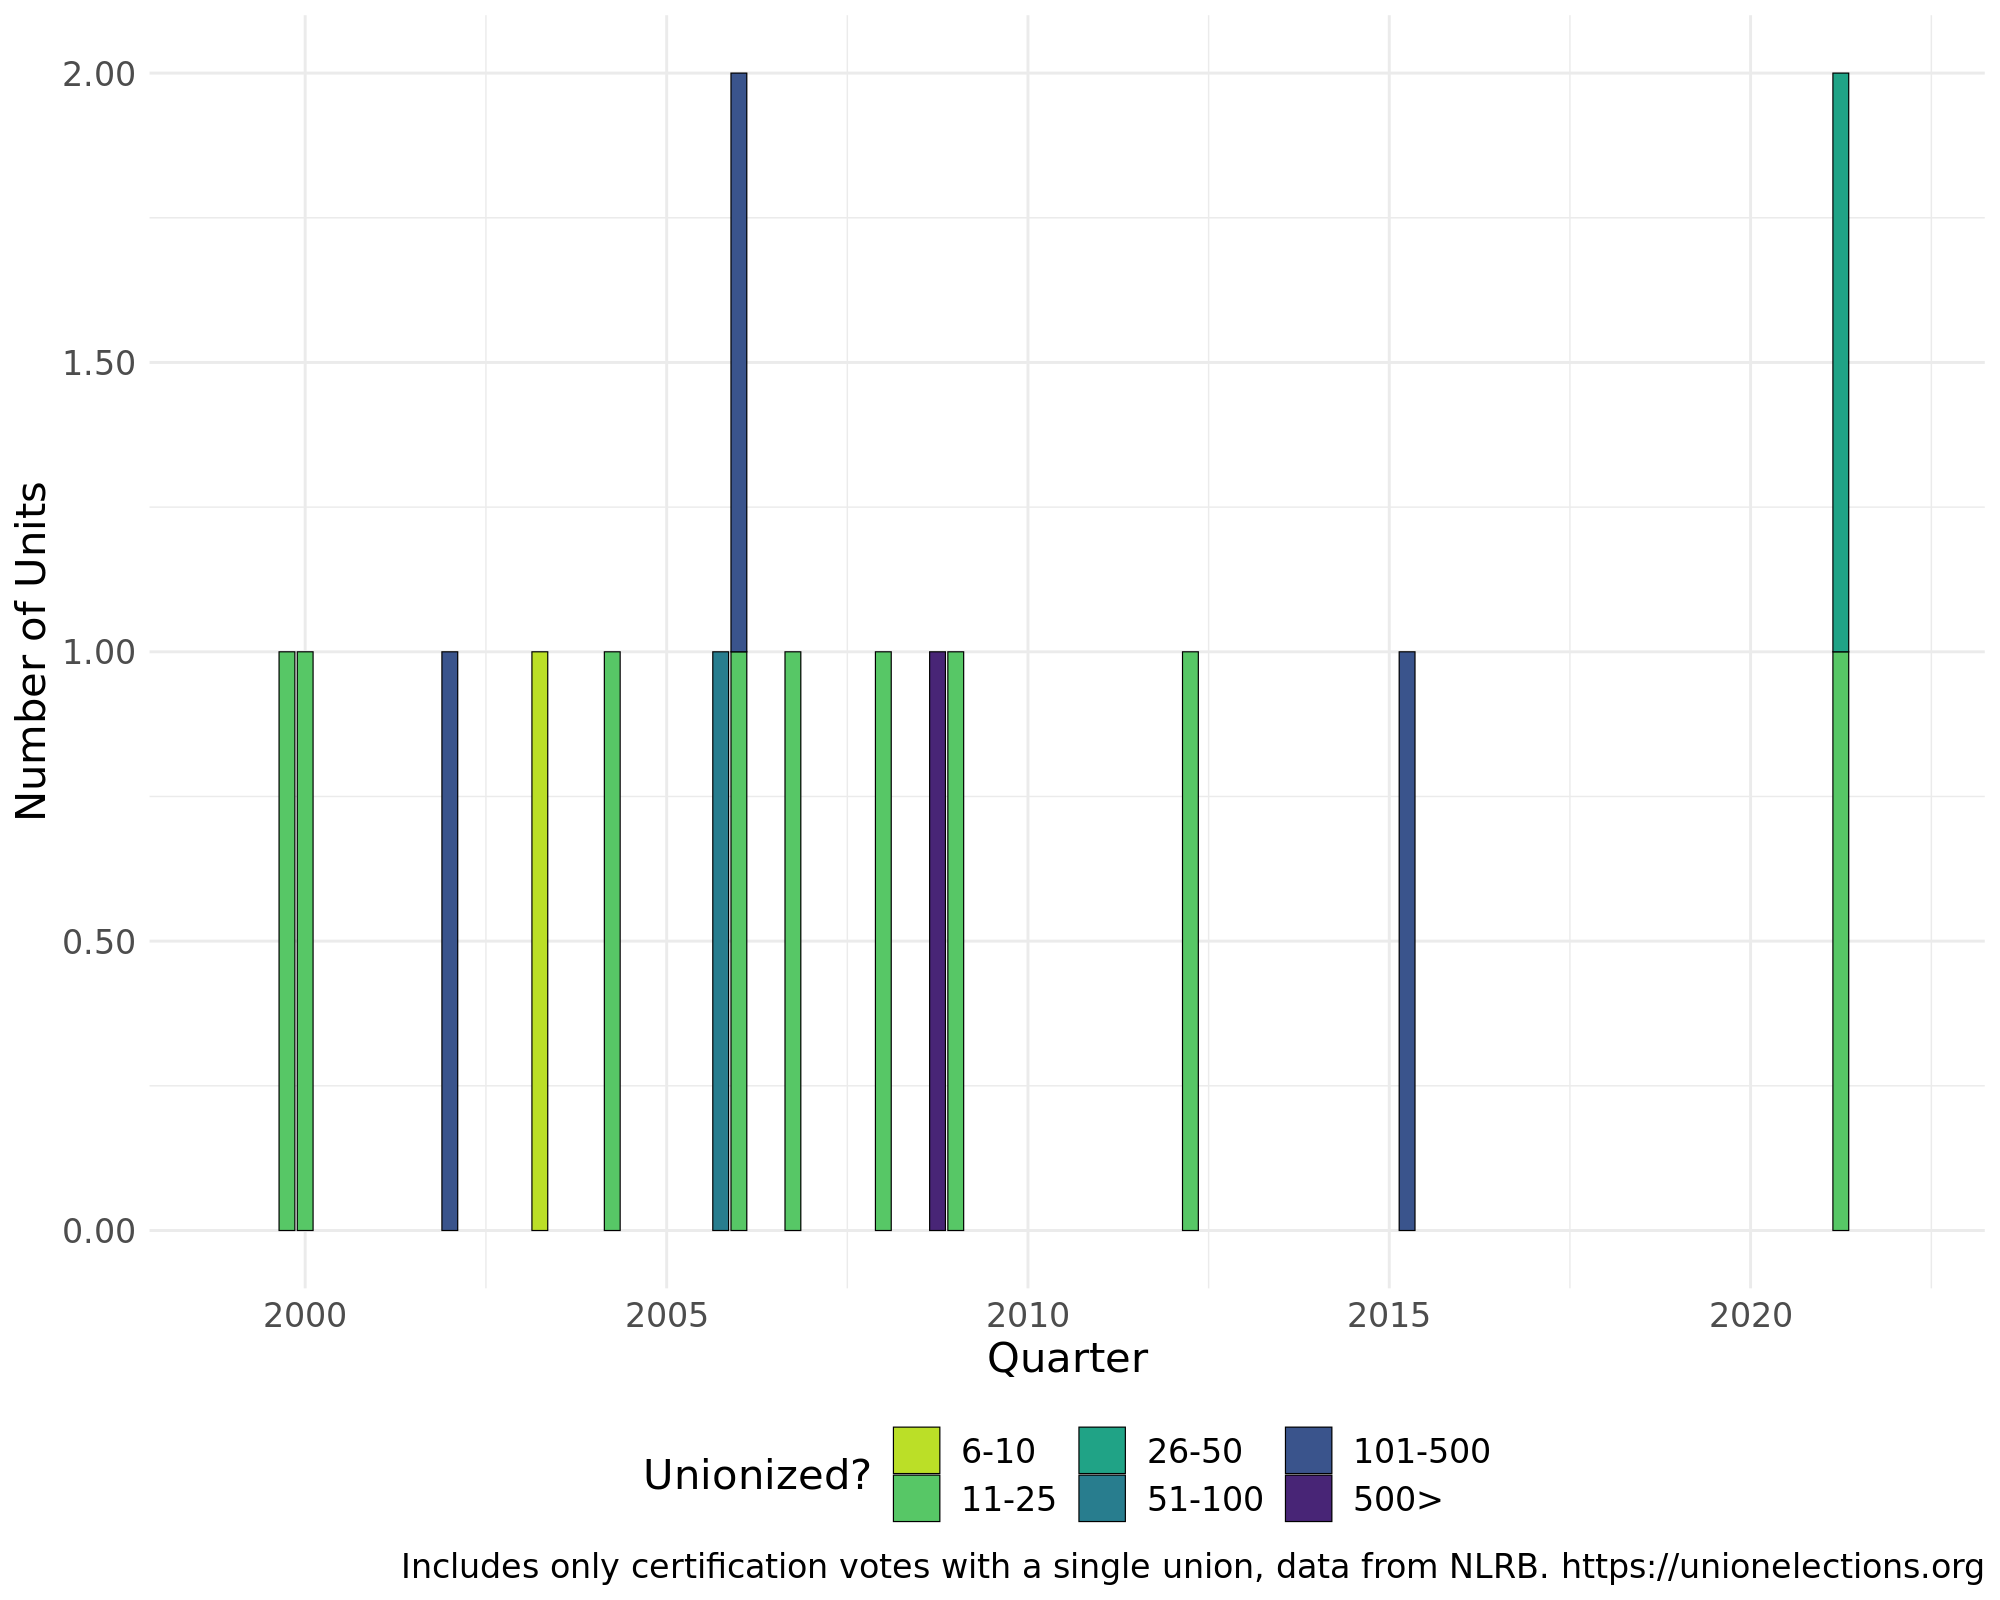 2.00
1.50
1.00
0.50
0.00
Number of Units
2000 2005 2010 2015 2020
Quarter
Unionized?
6-10 26-50 101-500
11-25 51-100 500>
Includes only certification votes with a single union, data from NLRB. https://unionelections.org